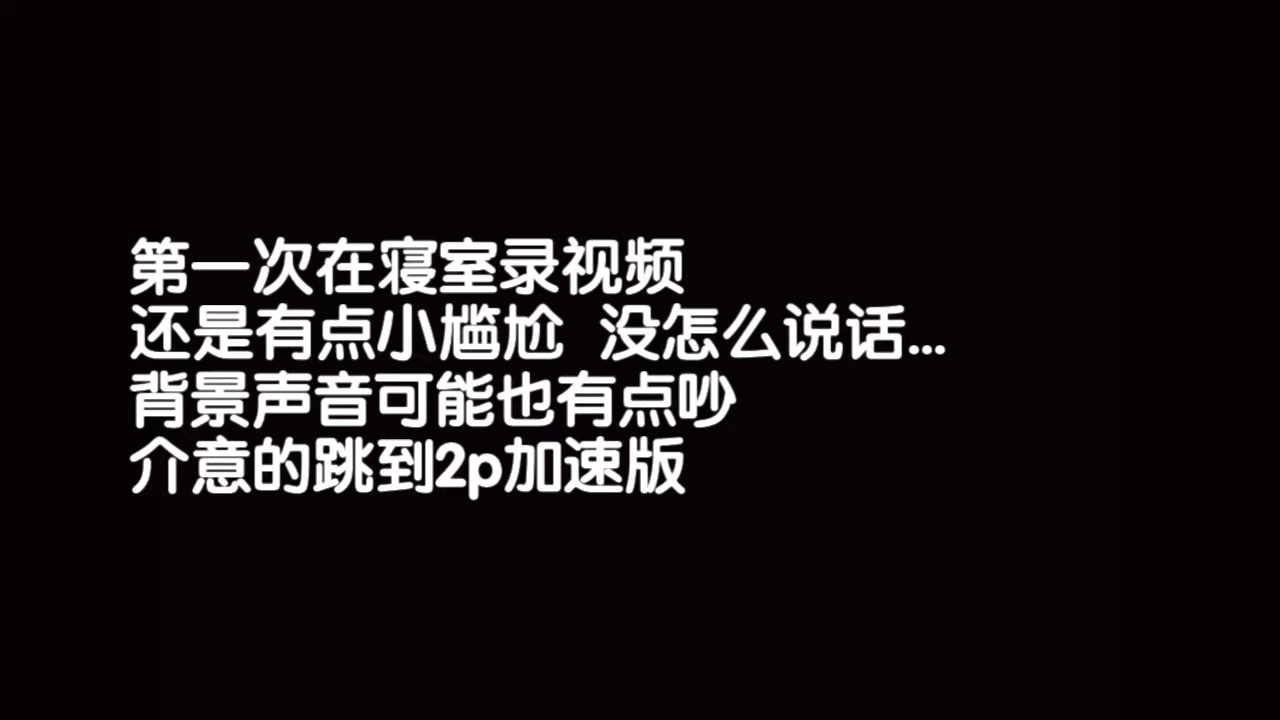 第一次在寝室录视频
还是有点小尴尬  没怎么说话...
背景声音可能也有点吵
介意的跳到2p加速版